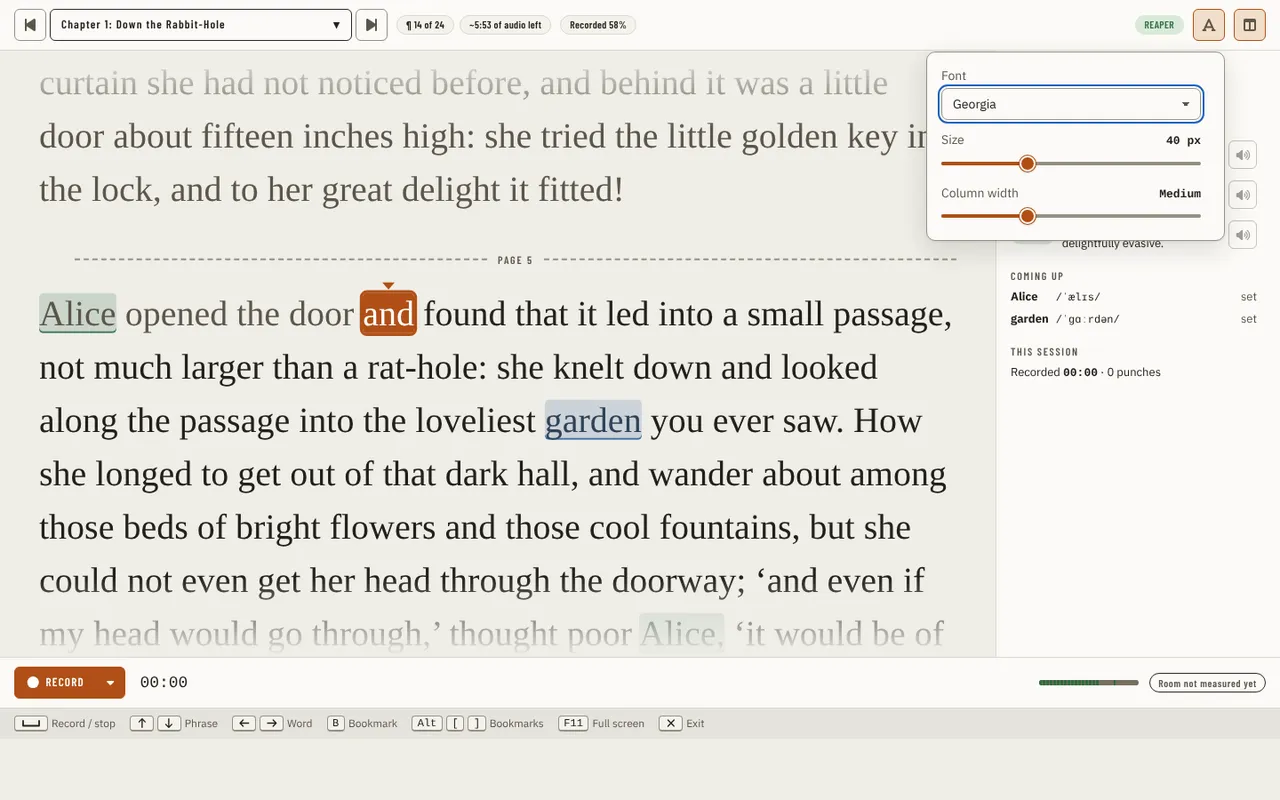 Chapter 1: Down the Rabbit-Hole
¶ 14 of 24
~5:53 of audio left
Recorded 58%
REAPER
A
curtain she had not noticed before, and behind it was a little
door about fifteen inches high: she tried the little golden key in
the lock, and to her great delight it fitted!
PAGE 5
Alice opened the door and found that it led into a small passage,
not much larger than a rat-hole: she knelt down and looked
along the passage into the loveliest garden you ever saw. How
she longed to get out of that dark hall, and wander about among
those beds of bright flowers and those cool fountains, but she
could not even get her head through the doorway; ‘and even if
my head would go through,’ thought poor Alice, ‘it would be of
Font
Georgia
Size 40 px
Column width Medium
delightfully evasive.
COMING UP
Alice /ˈælɪs/ set
garden /ˈɡɑːrdən/ set
THIS SESSION
Recorded 00:00 · 0 punches
RECORD
00:00
Room not measured yet
Record / stop
↑ ↓ Phrase
← → Word
B Bookmark
Alt [ ] Bookmarks
F11 Full screen
✕ Exit